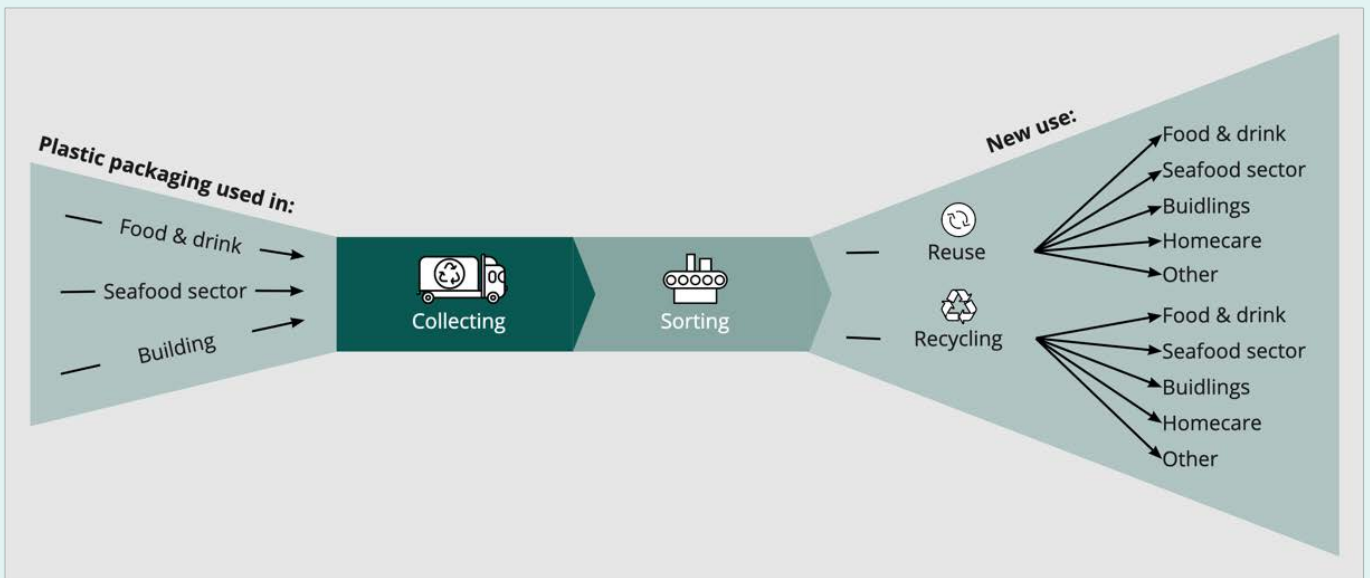 Plastic packaging used in:
Food & drink
Seafood sector
Building
Collecting
Sorting
New use:
Reuse
Food & drink
Seafood sector
Buidlings
Homecare
Other
Recycling
Food & drink
Seafood sector
Buidlings
Homecare
Other